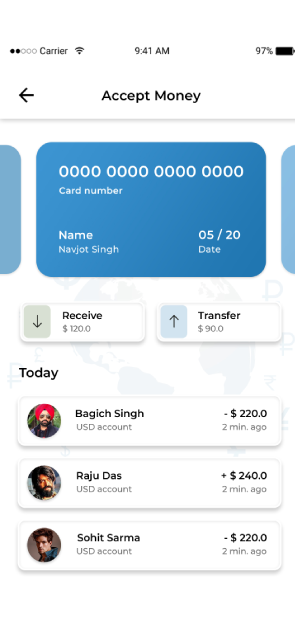 Carrier 9:41 AM 97%
Accept Money
0000 0000 0000 0000
Card number
Name 05 / 20
Navjot Singh Date
Receive
$ 120.0
Transfer
$ 90.0
Today
Bagich Singh - $ 220.0
USD account 2 min. ago
Raju Das + $ 240.0
USD account 2 min. ago
Sohit Sarma - $ 220.0
USD account 2 min. ago